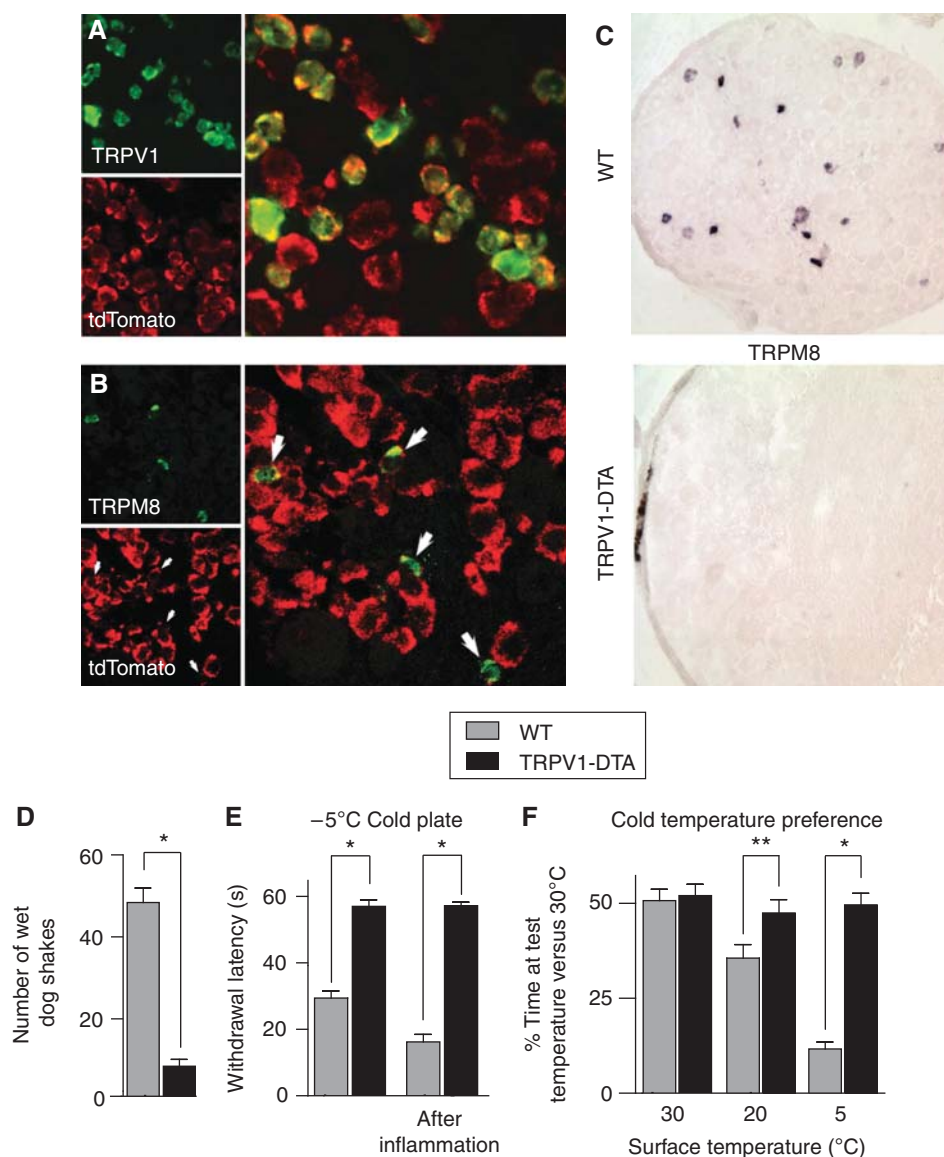 A
TRPV1
tdTomato
B
TRPM8
tdTomato
C
WT
TRPM8
TRPV1-DTA
WT
TRPV1-DTA
D
*
60
40
20
0
Number of wet
dog shakes
E
–5°C Cold plate
*
*
60
40
20
0
Withdrawal latency (s)
After
inflammation
F
Cold temperature preference
**
*
50
25
0
% Time at test
temperature versus 30°C
30
20
5
Surface temperature (°C)